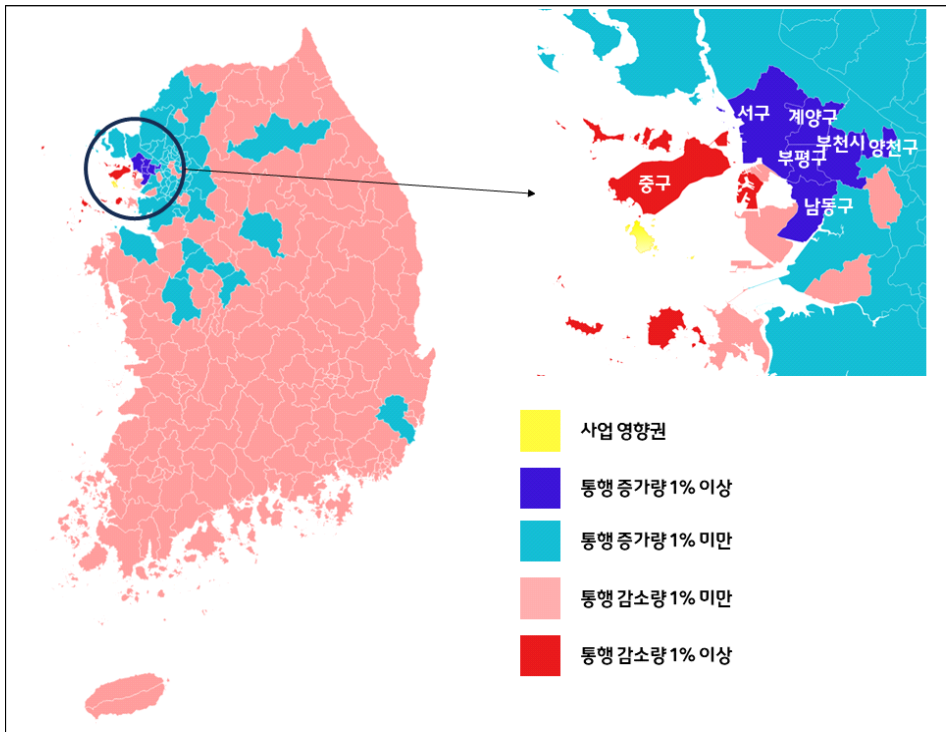 서구
계양구
부천시
양천구
부평구
중구
남동구
사업 영향권
통행 증가량 1% 이상
통행 증가량 1% 미만
통행 감소량 1% 미만
통행 감소량 1% 이상